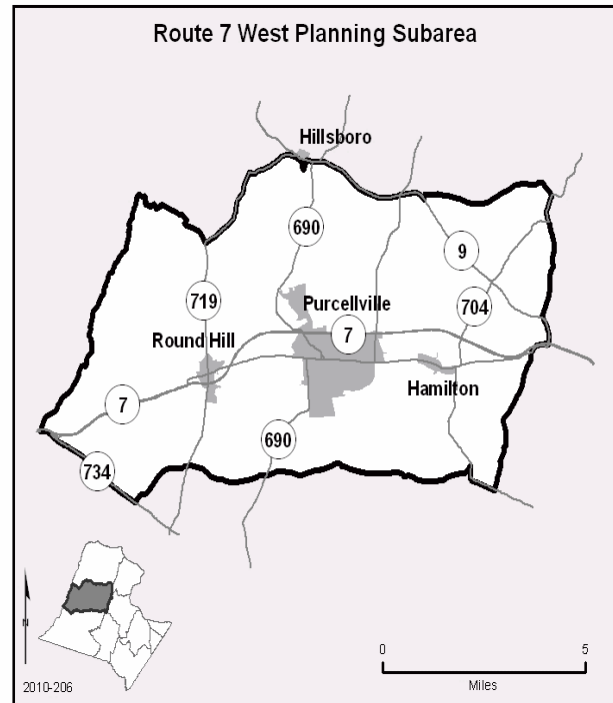 Route 7 West Planning Subarea
Hillsboro
690
9
719
Purcellville
704
7
Round Hill
Hamilton
7
690
734
N
0 5
Miles
2010-206